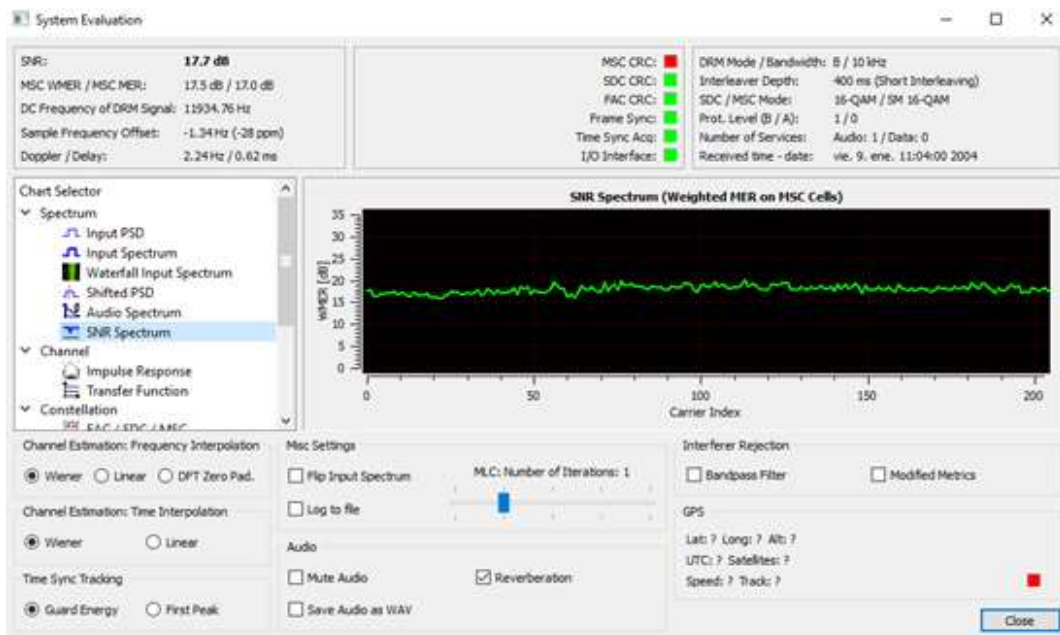 System Evaluation
SNR: 17.7 dB
MSC WMER / MSC MER: 17.5 dB / 17.0 dB
DC Frequency of DRM Signal: 11934.76 Hz
Sample Frequency Offset: -1.34 Hz (-28 ppm)
Doppler / Delay: 2.24 Hz / 0.62 ms
MSC CRC:
SDC CRC:
FAC CRC:
Frame Sync:
Time Sync Acq:
I/O Interface:
DRM Mode / Bandwidth: B / 10 kHz
Interleaver Depth: 400 ms (Short Interleaving)
SDC / MSC Mode: 16-QAM / SM 16-QAM
Prot. Level (B / A): 1 / 0
Number of Services: Audio: 1 / Data: 0
Received time - date: vie. 9. ene. 11:04:00 2004
Chart Selector
Spectrum
Input PSD
Input Spectrum
Waterfall Input Spectrum
Shifted PSD
Audio Spectrum
SNR Spectrum
Channel
Impulse Response
Transfer Function
Constellation
FAC / SDC / MSC
SNR Spectrum (Weighted MER on MSC Cells)
WMER [dB]
35
30
25
20
15
10
5
0
0 50 100 150 200
Carrier Index
Channel Estimation: Frequency Interpolation
Wiener Linear DFT Zero Pad.
Channel Estimation: Time Interpolation
Wiener Linear
Time Sync Tracking
Guard Energy First Peak
Misc Settings
Flip Input Spectrum
Log to file
MLC: Number of Iterations: 1
Audio
Mute Audio Reverberation
Save Audio as WAV
Interferer Rejection
Bandpass Filter Modified Metrics
GPS
Lat: ? Long: ? Alt: ?
UTC: ? Satellites: ?
Speed: ? Track: ?
Close